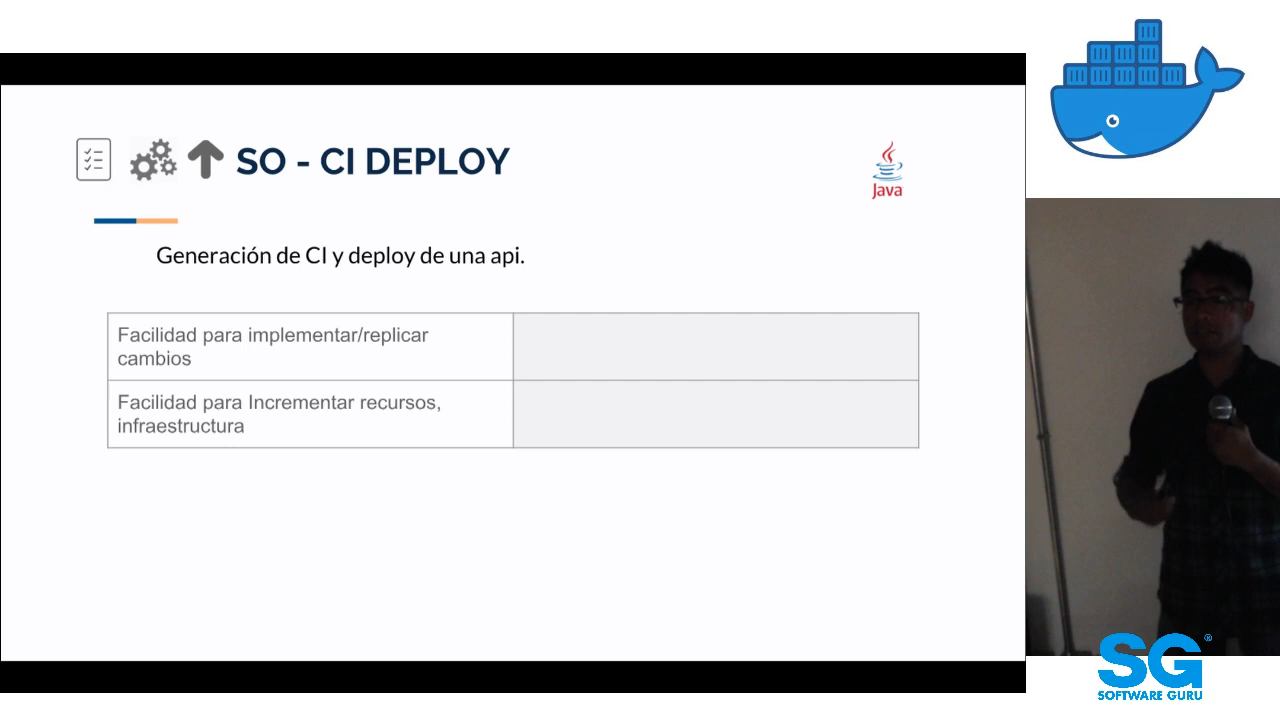 SO - CI DEPLOY
Java
Generación de CI y deploy de una api.
Facilidad para implementar/replicar
cambios
Facilidad para Incrementar recursos,
infraestructura
SG®
SOFTWARE GURU